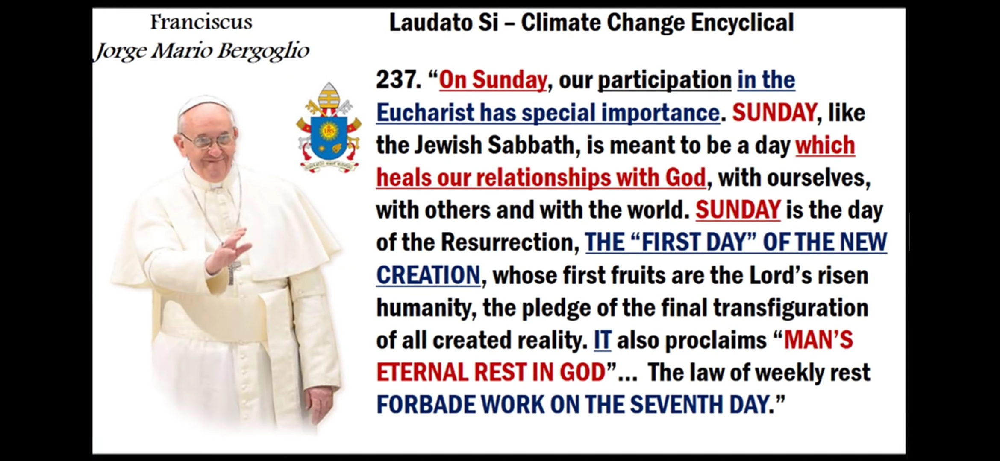 Franciscus
Jorge Mario Bergoglio
Laudato Si – Climate Change Encyclical
237. “On Sunday, our participation in the
Eucharist has special importance. SUNDAY, like
the Jewish Sabbath, is meant to be a day which
heals our relationships with God, with ourselves,
with others and with the world. SUNDAY is the day
of the Resurrection, THE “FIRST DAY” OF THE NEW
CREATION, whose first fruits are the Lord’s risen
humanity, the pledge of the final transfiguration
of all created reality. IT also proclaims “MAN’S
ETERNAL REST IN GOD”... The law of weekly rest
FORBADE WORK ON THE SEVENTH DAY.”
IHS